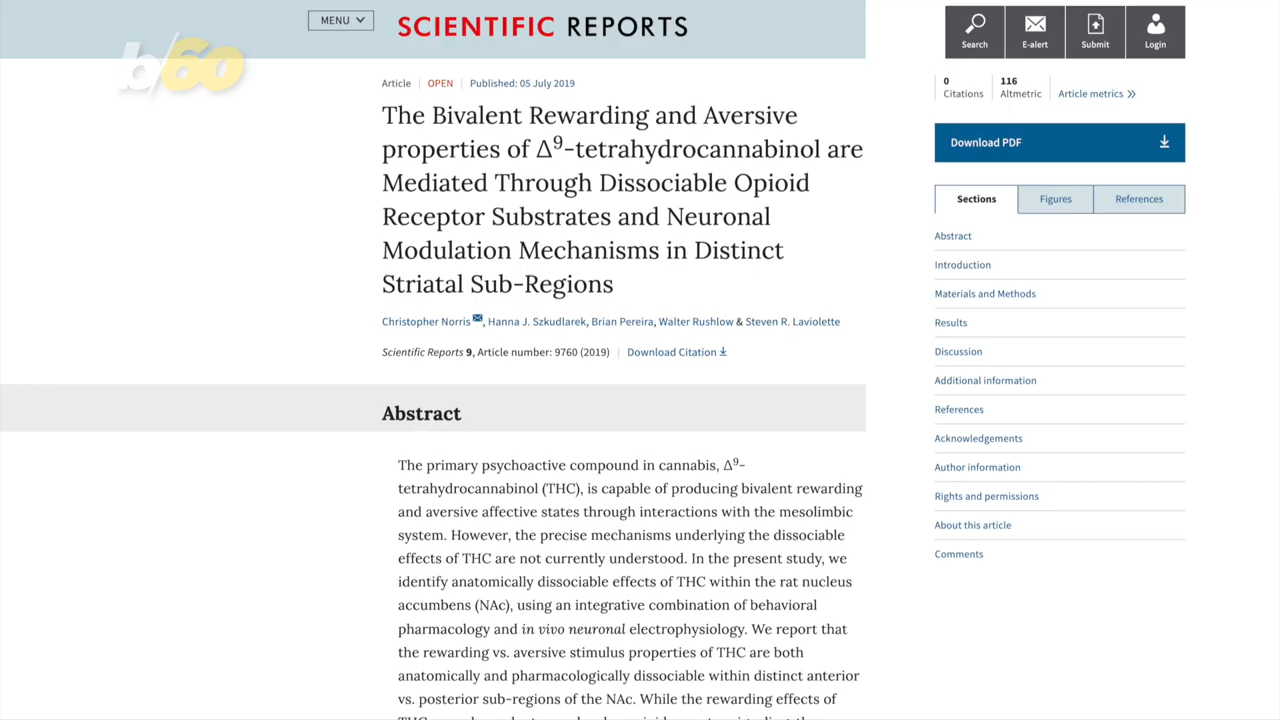 MENU
SCIENTIFIC REPORTS
Search
E-alert
Submit
Login
b/60
Article
OPEN
Published: 05 July 2019
The Bivalent Rewarding and Aversive
properties of Δ9-tetrahydrocannabinol are
Mediated Through Dissociable Opioid
Receptor Substrates and Neuronal
Modulation Mechanisms in Distinct
Striatal Sub-Regions
Christopher Norris, Hanna J. Szkudlarek, Brian Pereira, Walter Rushlow & Steven R. Laviolette
Scientific Reports 9, Article number: 9760 (2019)
Download Citation
Abstract
The primary psychoactive compound in cannabis, Δ9-
tetrahydrocannabinol (THC), is capable of producing bivalent rewarding
and aversive affective states through interactions with the mesolimbic
system. However, the precise mechanisms underlying the dissociable
effects of THC are not currently understood. In the present study, we
identify anatomically dissociable effects of THC within the rat nucleus
accumbens (NAc), using an integrative combination of behavioral
pharmacology and in vivo neuronal electrophysiology. We report that
the rewarding vs. aversive stimulus properties of THC are both
anatomically and pharmacologically dissociable within distinct anterior
vs. posterior sub-regions of the NAc. While the rewarding effects of
0
Citations
116
Altmetric
Article metrics
Download PDF
Sections
Figures
References
Abstract
Introduction
Materials and Methods
Results
Discussion
Additional information
References
Acknowledgements
Author information
Rights and permissions
About this article
Comments